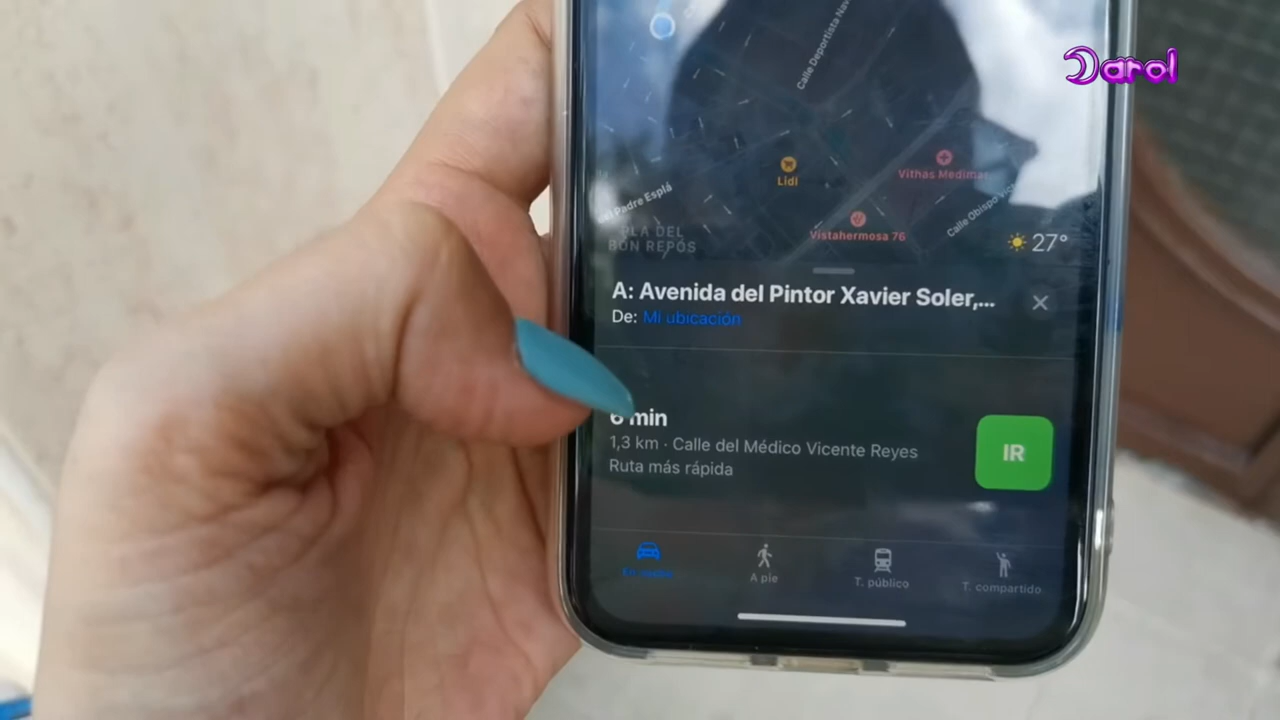 Darol
Calle Deportista
Lidl
Vithas Medimar
Padre Esplá
Calle Obispo
Vistahermosa 76
PLA DEL
BON REPÓS
27°
A: Avenida del Pintor Xavier Soler,...
De: Mi ubicación
6 min
1,3 km · Calle del Médico Vicente Reyes
IR
Ruta más rápida
A pie
T. público
T. compartido